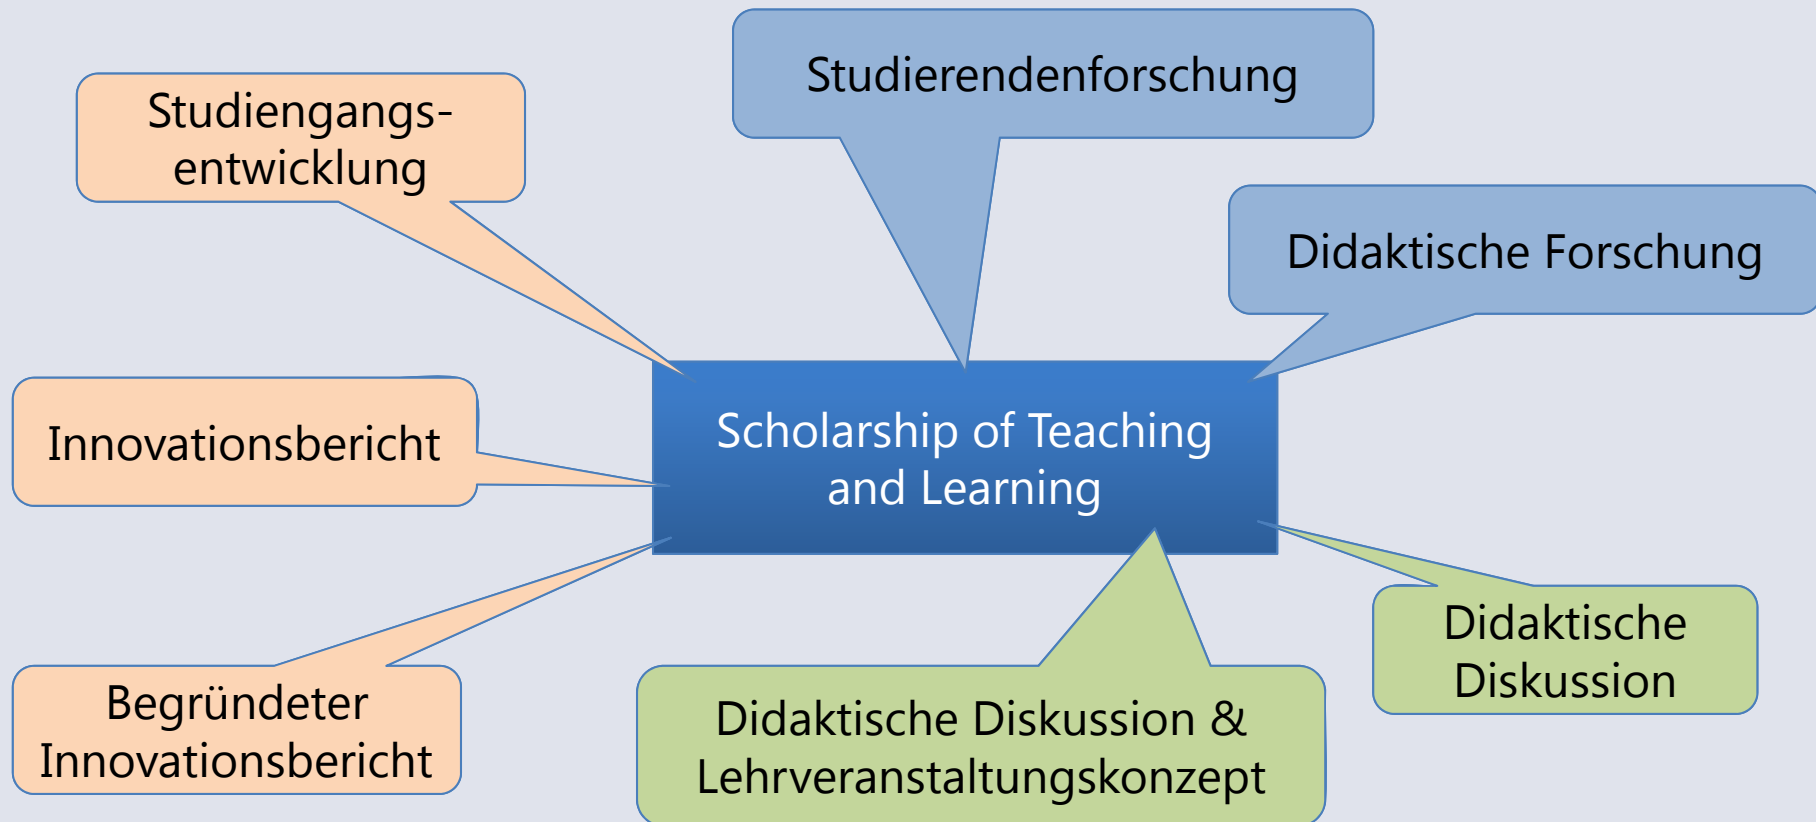 Studierendenforschung
Studiengangs-
entwicklung
Didaktische Forschung
Innovationsbericht
Scholarship of Teaching
and Learning
Didaktische
Diskussion
Begründeter
Innovationsbericht
Didaktische Diskussion &
Lehrveranstaltungskonzept